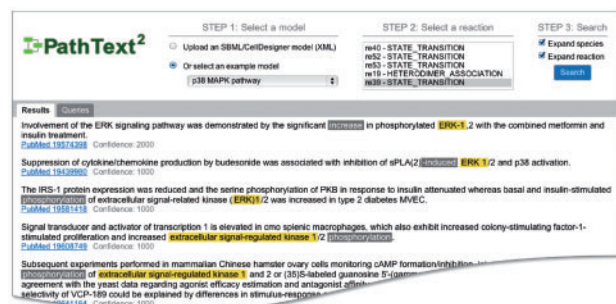 PathText²
STEP 1: Select a model
Upload an SBML/CellDesigner model (XML)
Or select an example model
p38 MAPK pathway
STEP 2: Select a reaction
re40 - STATE_TRANSITION
re52 - STATE_TRANSITION
re53 - STATE_TRANSITION
re19 - HETERODIMER_ASSOCIATION
re39 - STATE_TRANSITION
STEP 3: Search
Expand species
Expand reaction
Search
Results Queries
Involvement of the ERK signaling pathway was demonstrated by the significant increase in phosphorylated ERK-1 ,2 with the combined metformin and
insulin treatment.
PubMed 19574398 Confidence: 2000
Suppression of cytokine/chemokine production by budesonide was associated with inhibition of sPLA(2) -induced ERK 1/2 and p38 activation.
PubMed 19439980 Confidence: 1000
The IRS-1 protein expression was reduced and the serine phosphorylation of PKB in response to insulin attenuated whereas basal and insulin-stimulated
phosphorylation of extracellular signal-related kinase (ERK)1/2 was increased in type 2 diabetes MVEC.
PubMed 19581418 Confidence: 1000
Signal transducer and activator of transcription 1 is elevated in cmo splenic macrophages, which also exhibit increased colony-stimulating factor-1-
stimulated proliferation and increased extracellular signal-regulated kinase 1/2 phosphorylation.
PubMed 19608749 Confidence: 1000
Subsequent experiments performed in mammalian Chinese hamster ovary cells monitoring cAMP formation/inhibition,
phosphorylation of extracellular signal-regulated kinase 1 and 2 or (35)S-labeled guanosine 5'-
agreement with the yeast data regarding agonist efficacy estimation and antagonist
selectivity of VCP-189 could be explained by differences in stimulus-response
Confidence: 1000